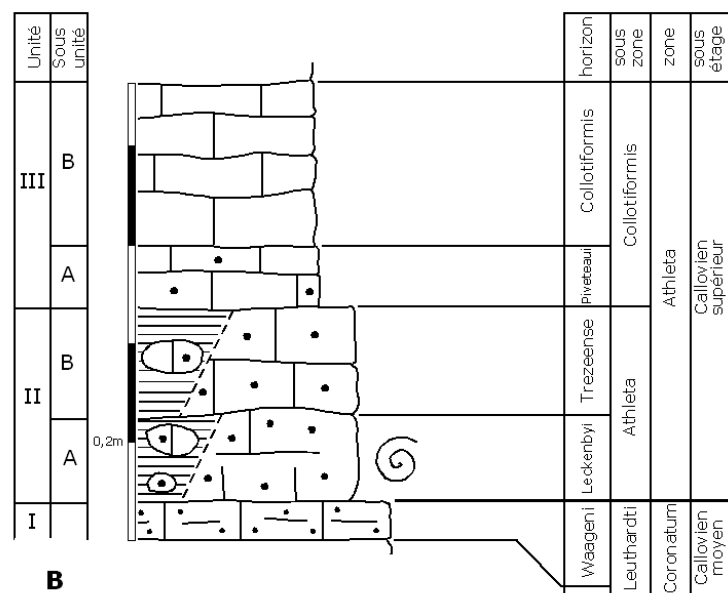 Unité
Sous
unité
horizon
sous
zone
zone
sous
étage
III
B
A
II
B
A
I
0,2m
Collotiformis
Piveteaui
Trezeense
Leckenbyi
Waageni
Collotiformis
Athleta
Leuthardti
Athleta
Coronatum
Callovien
supérieur
Callovien
moyen
B